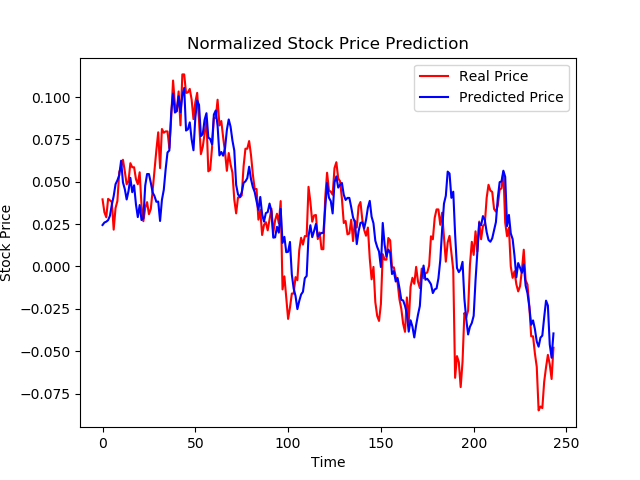 Normalized Stock Price Prediction
Real Price
Predicted Price
0.100
0.075
0.050
0.025
0.000
−0.025
−0.050
−0.075
Stock Price
0 50 100 150 200 250
Time